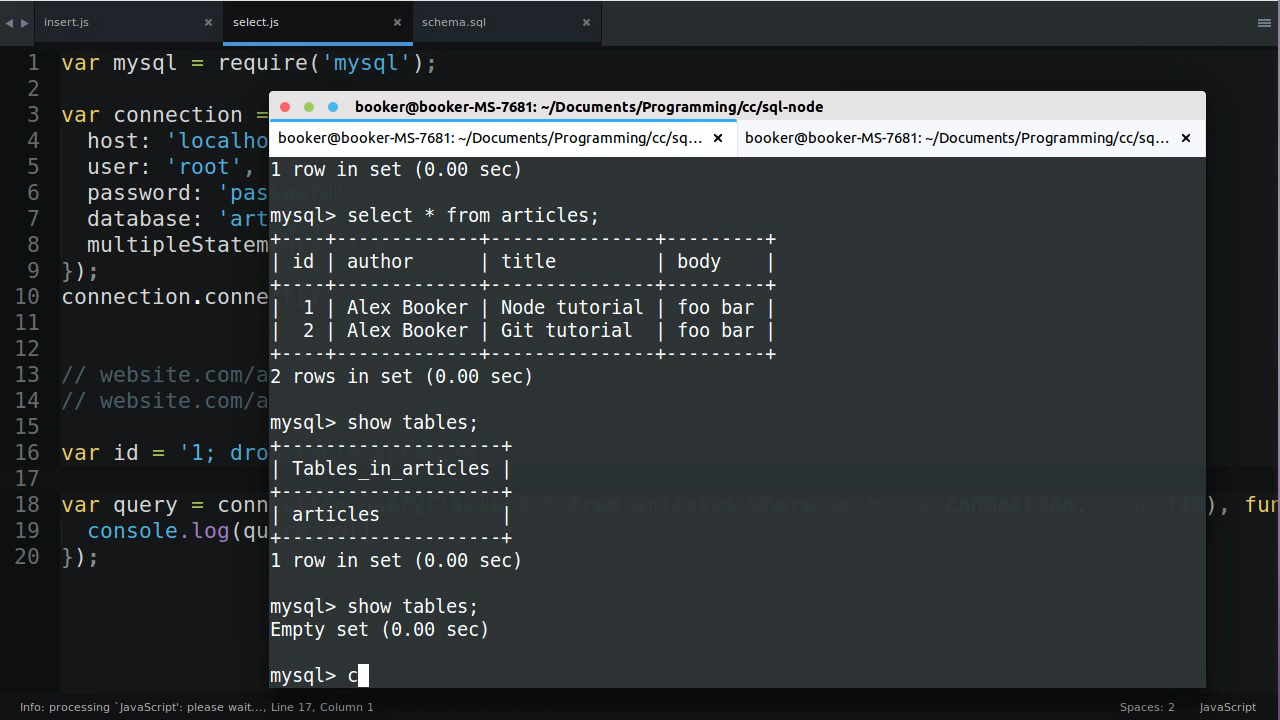 insert.js
select.js
schema.sql
1 var mysql = require('mysql');
2
3 var connection =
4 host: 'localho
5 user: 'root',
6 password: 'pas
7 database: 'art
8 multipleStatem
9 });
10 connection.conne
11
12
13 // website.com/a
14 // website.com/a
15
16 var id = '1; dro
17
18 var query = conn ), fun
19 console.log(qu
20 });
booker@booker-MS-7681: ~/Documents/Programming/cc/sql-node
booker@booker-MS-7681: ~/Documents/Programming/cc/sq...
booker@booker-MS-7681: ~/Documents/Programming/cc/sq...
1 row in set (0.00 sec)
mysql> select * from articles;
+----+-------------+----------------+---------+
| id | author | title | body |
+----+-------------+----------------+---------+
| 1 | Alex Booker | Node tutorial | foo bar |
| 2 | Alex Booker | Git tutorial | foo bar |
+----+-------------+----------------+---------+
2 rows in set (0.00 sec)
mysql> show tables;
+--------------------+
| Tables_in_articles |
+--------------------+
| articles |
+--------------------+
1 row in set (0.00 sec)
mysql> show tables;
Empty set (0.00 sec)
mysql> c
Info: processing `JavaScript': please wait..., Line 17, Column 1
Spaces: 2
JavaScript